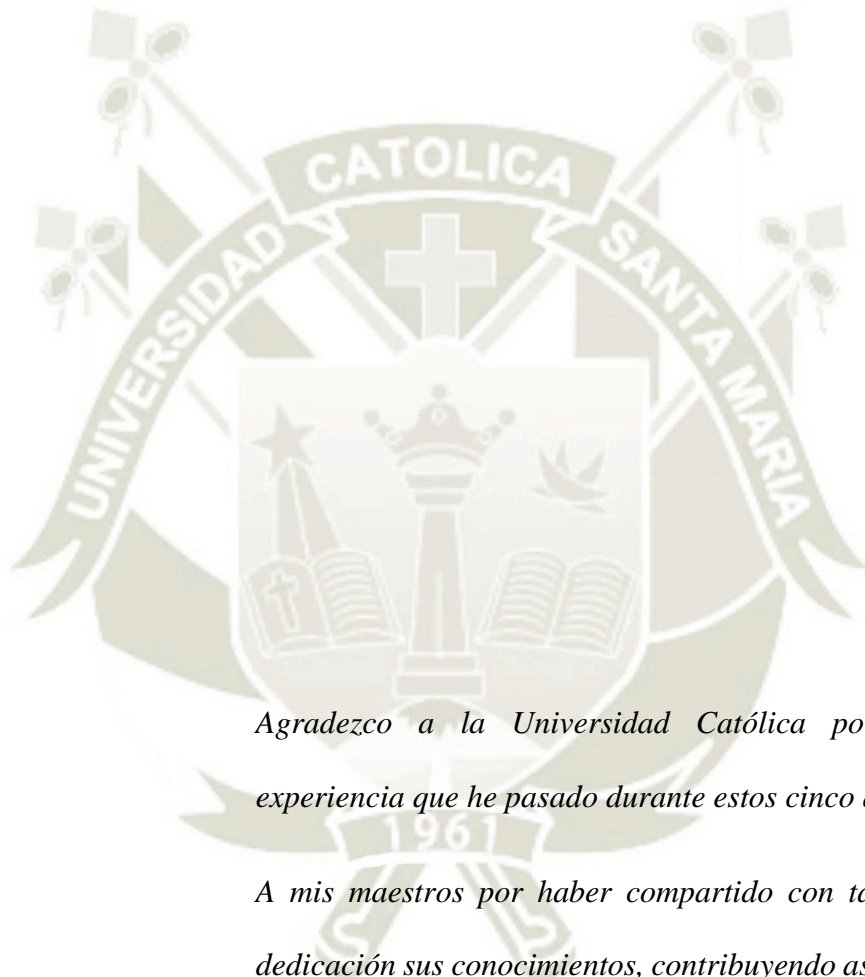 UNIVERSIDAD CATOLICA SANTA MARIA
Agradezco a la Universidad Católica po
experiencia que he pasado durante estos cinco a
1961
A mis maestros por haber compartido con ta
dedicación sus conocimientos, contribuyendo as